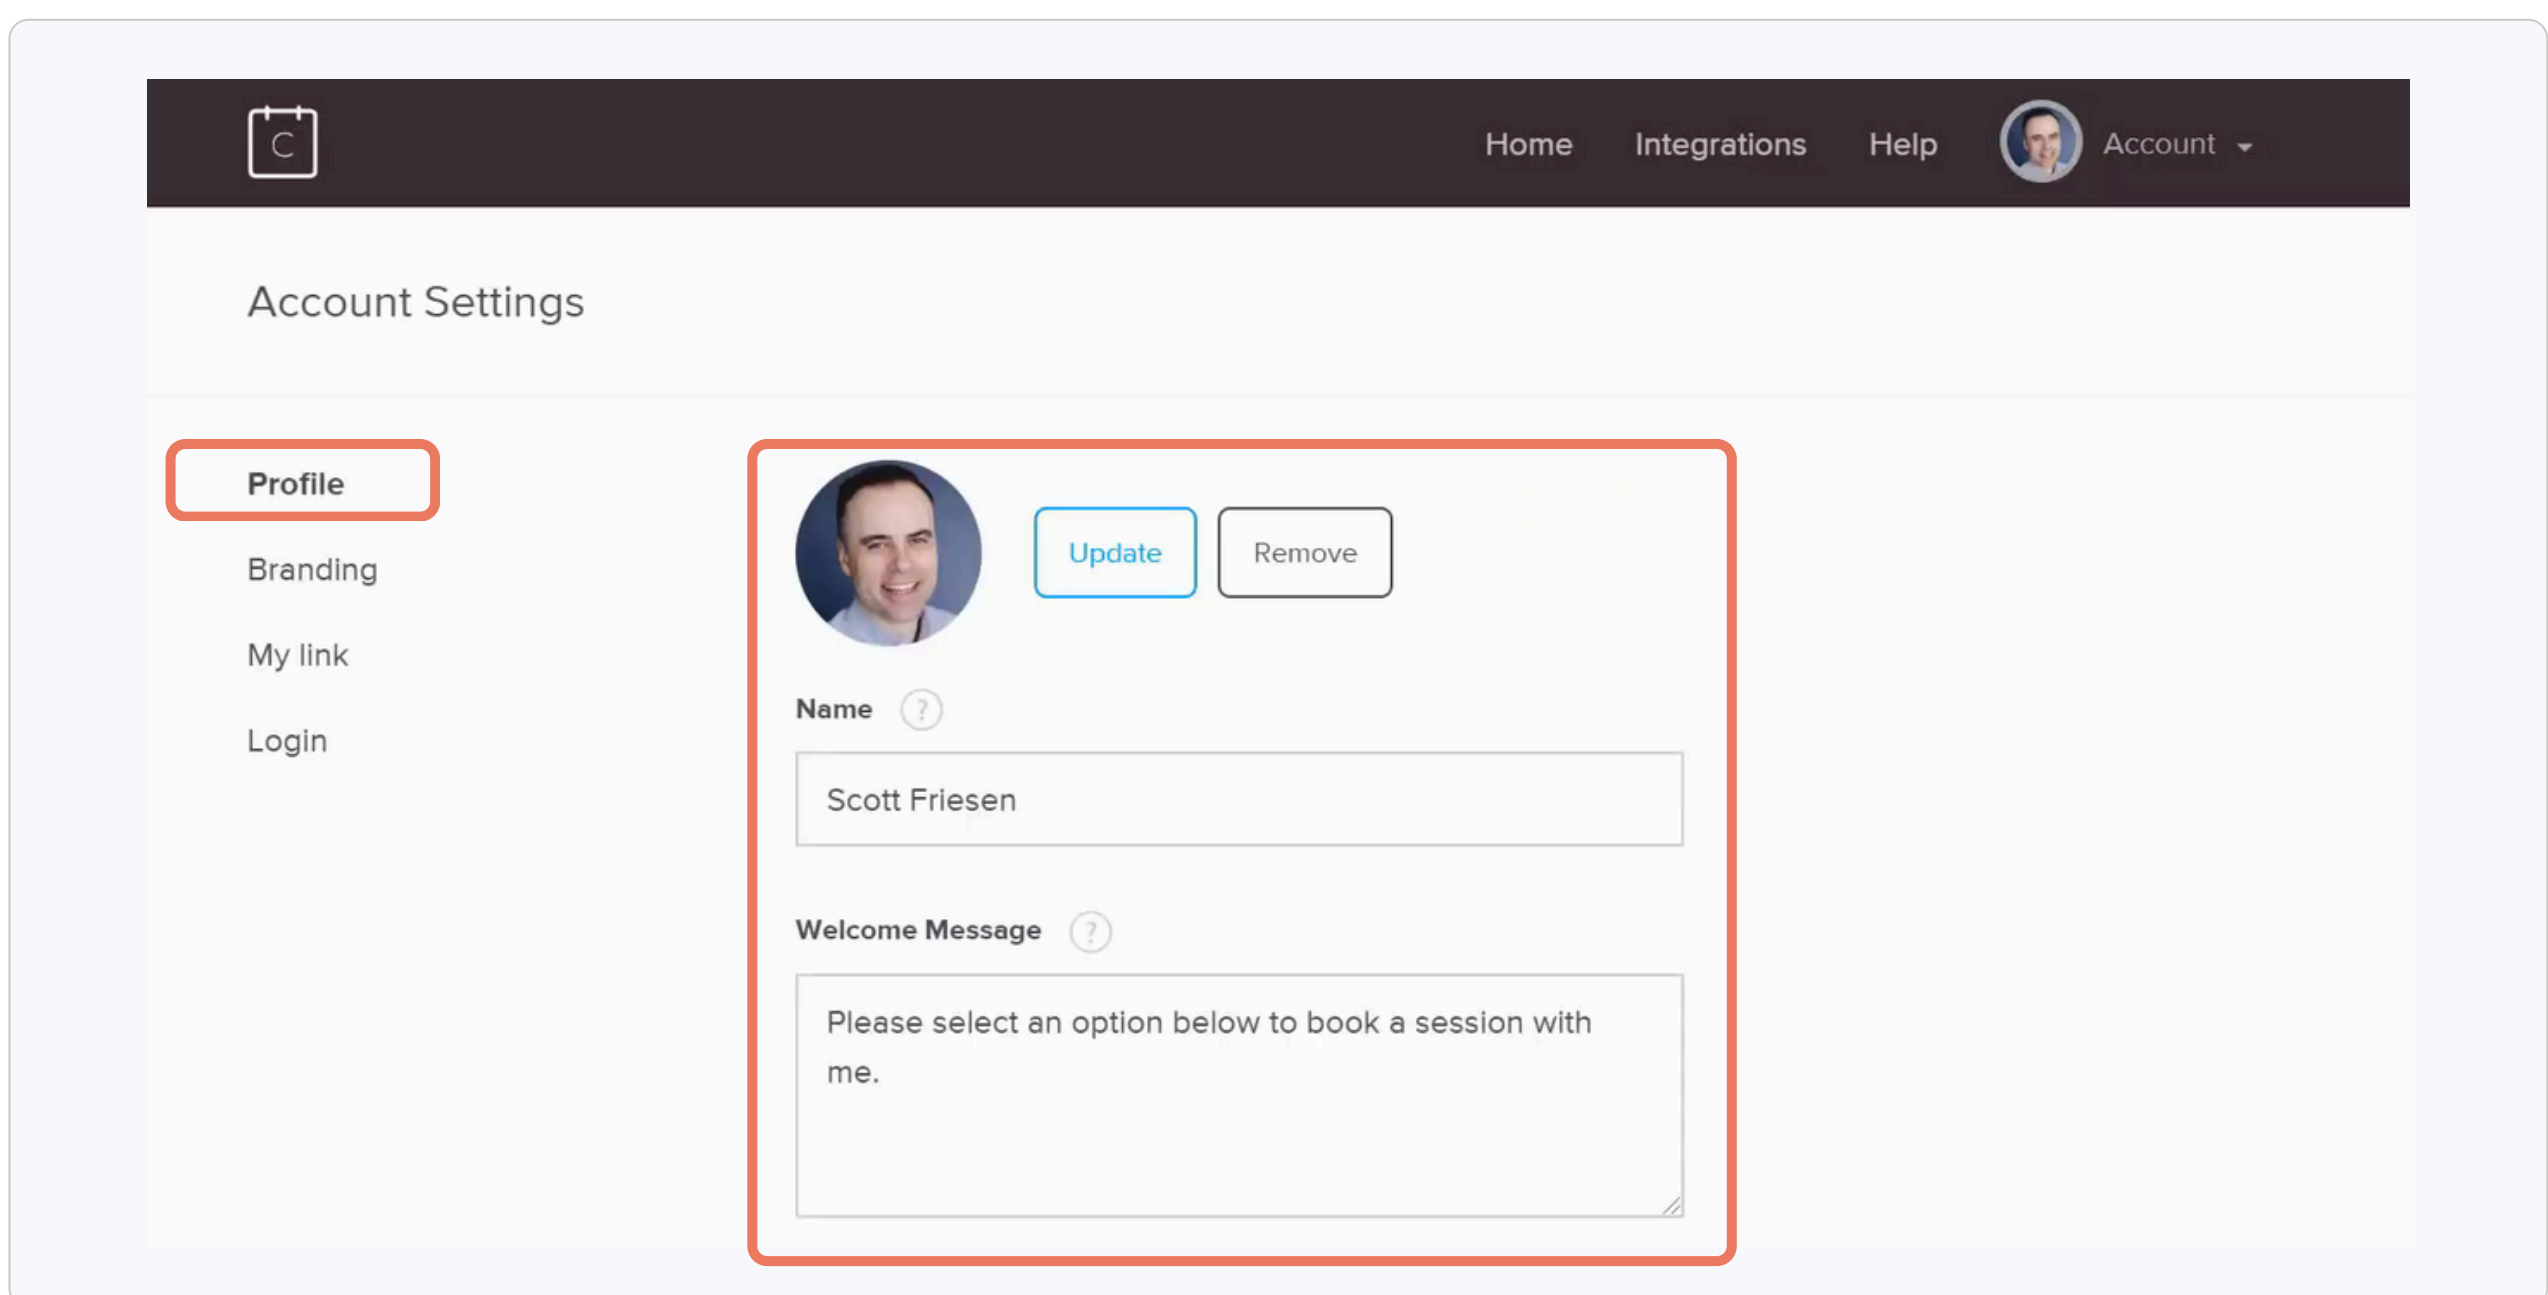 C
Home Integrations Help Account
Account Settings
Profile
Branding
My link
Login
Update Remove
Name ?
Scott Friesen
Welcome Message ?
Please select an option below to book a session with
me.